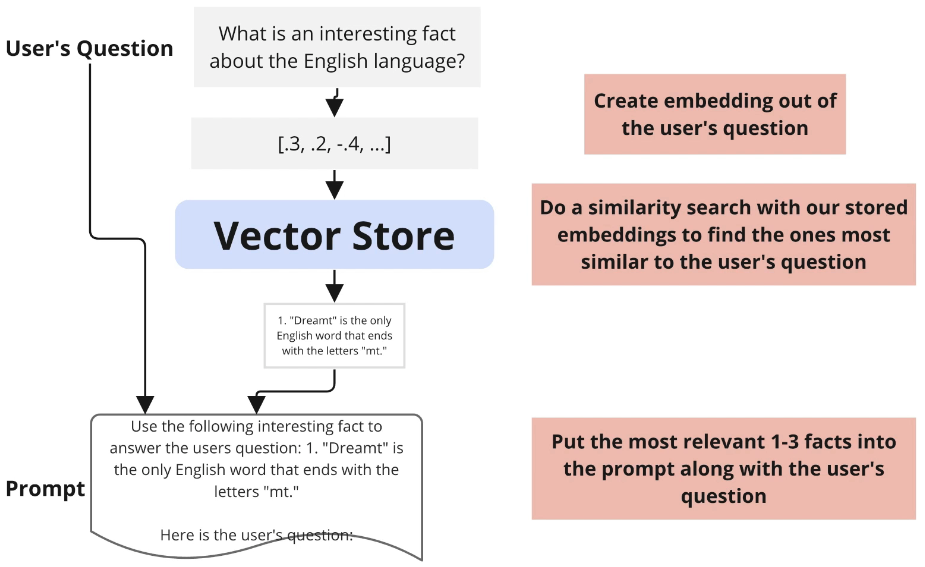 User's Question
What is an interesting fact
about the English language?
Create embedding out of
the user's question
[.3, .2, -.4, ...]
Do a similarity search with our stored
embeddings to find the ones most
similar to the user's question
Vector Store
1. "Dreamt" is the only
English word that ends
with the letters "mt."
Prompt
Use the following interesting fact to
answer the users question: 1. "Dreamt" is
the only English word that ends with the
letters "mt."
Here is the user's question:
Put the most relevant 1-3 facts into
the prompt along with the user's
question